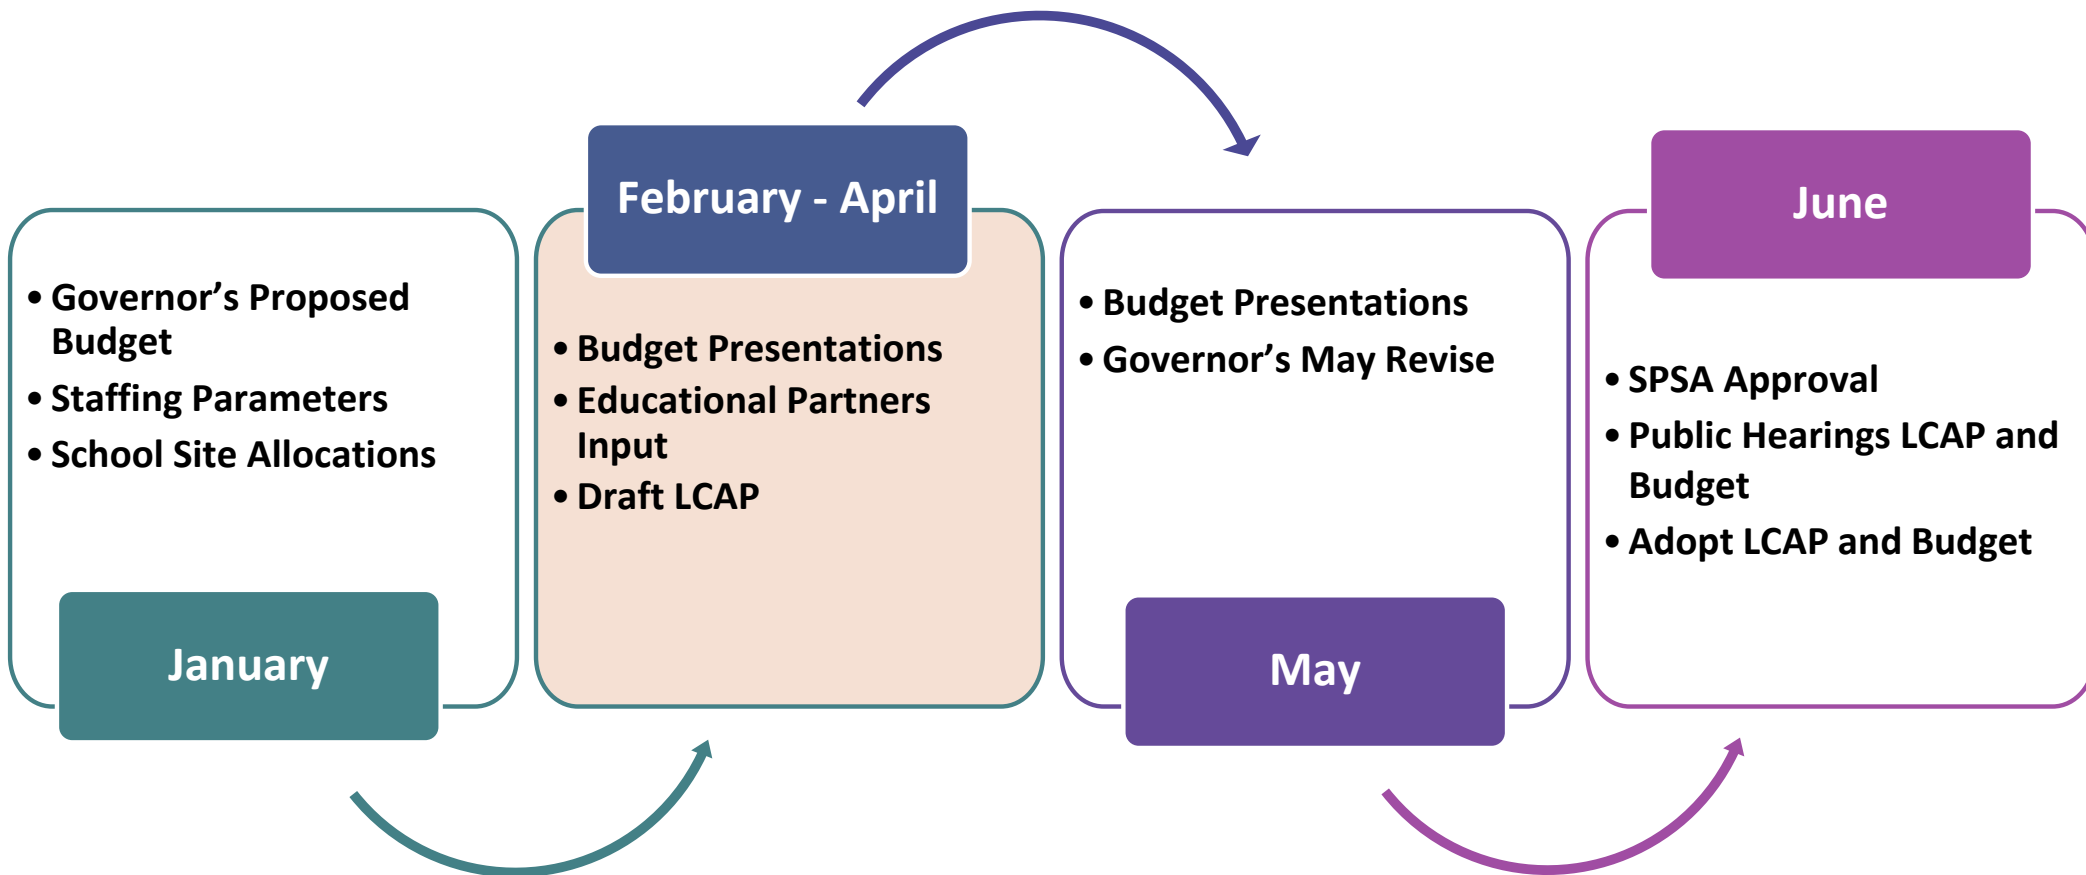 • Governor’s Proposed
Budget
• Staffing Parameters
• School Site Allocations
January
February - April
• Budget Presentations
• Educational Partners
Input
• Draft LCAP
• Budget Presentations
• Governor’s May Revise
May
June
• SPSA Approval
• Public Hearings LCAP and
Budget
• Adopt LCAP and Budget